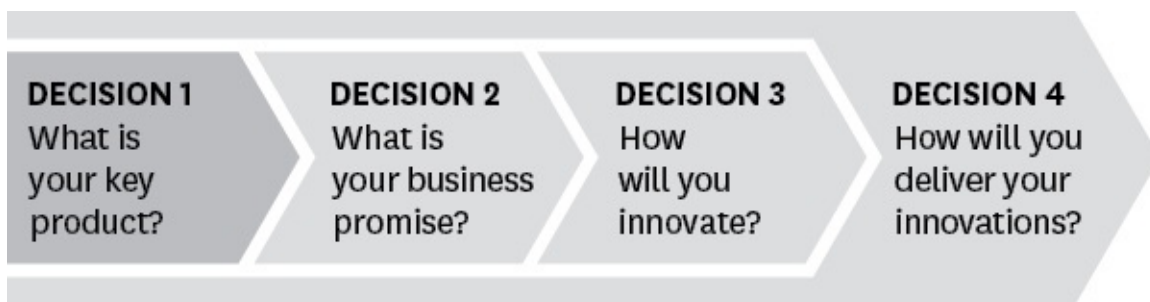 DECISION 1
What is
your key
product?
DECISION 2
What is
your business
promise?
DECISION 3
How
will you
innovate?
DECISION 4
How will you
deliver your
innovations?